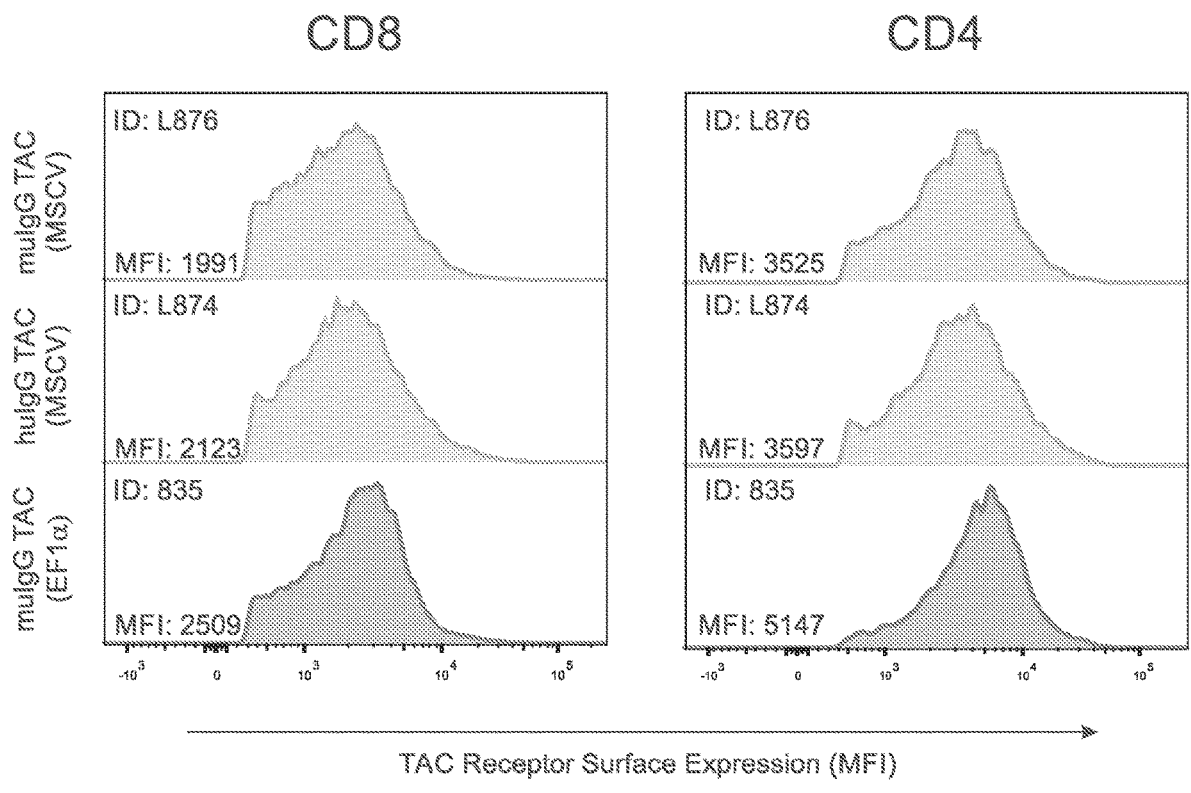 CD8
CD4
muIgG TAC
(MSCV)
ID: L876
MFI: 1991
ID: L876
MFI: 3525
huIgG TAC
(MSCV)
ID: L874
MFI: 2123
ID: L874
MFI: 3597
muIgG TAC
(EF1α)
ID: 835
MFI: 2509
ID: 835
MFI: 5147
-10³ 0 10³ 10⁴ 10⁵
-10³ 0 10³ 10⁴ 10⁵
TAC Receptor Surface Expression (MFI)